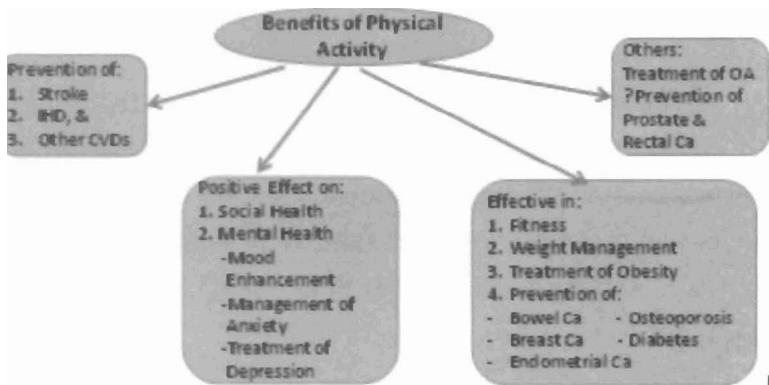 Benefits of Physical
Activity
Prevention of:
1. Stroke
2. IHD, &
3. Other CVDs
Others:
Treatment of OA
?Prevention of
Prostate &
Rectal Ca
Positive Effect on:
1. Social Health
2. Mental Health
-Mood
Enhancement
-Management of
Anxiety
-Treatment of
Depression
Effective in:
1. Fitness
2. Weight Management
3. Treatment of Obesity
4. Prevention of:
- Bowel Ca - Osteoporosis
- Breast Ca - Diabetes
- Endometrial Ca